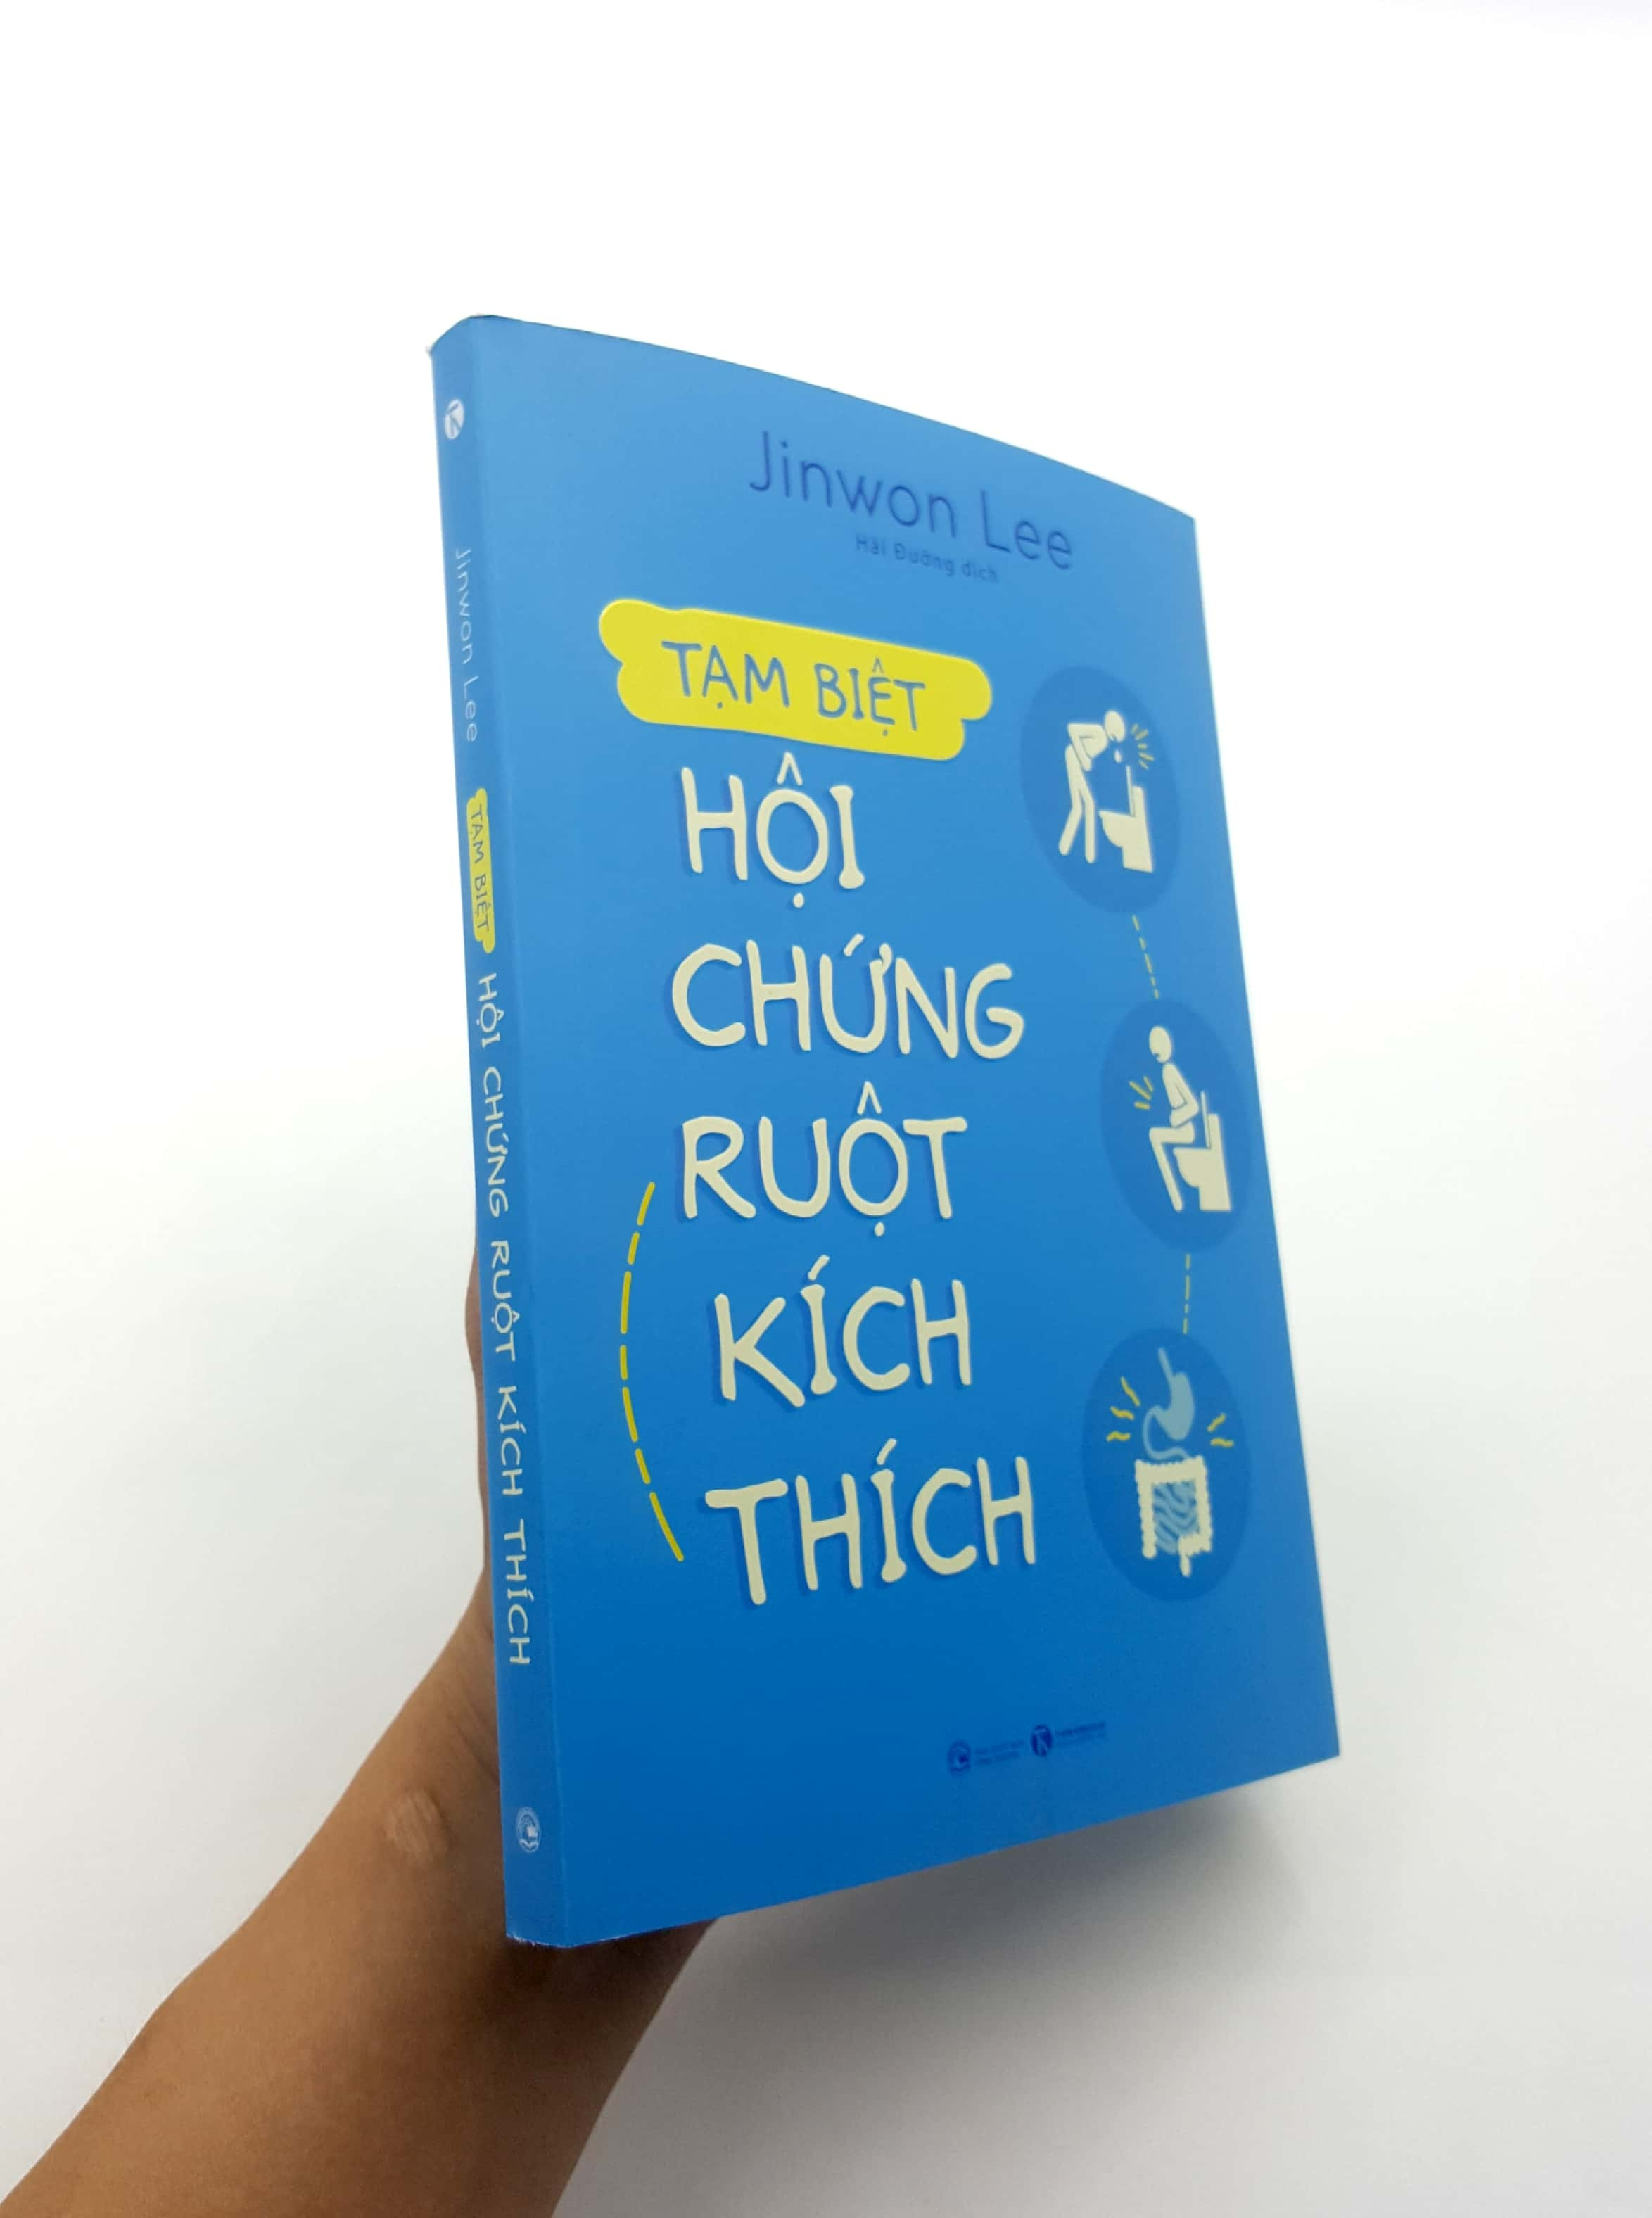 Jinwon Lee
Hải Đường dịch
TẠM BIỆT
HỘI
CHỨNG
RUỘT
KÍCH
THÍCH
Jinwon Lee TẠM BIỆT HỘI CHỨNG RUỘT KÍCH THÍCH